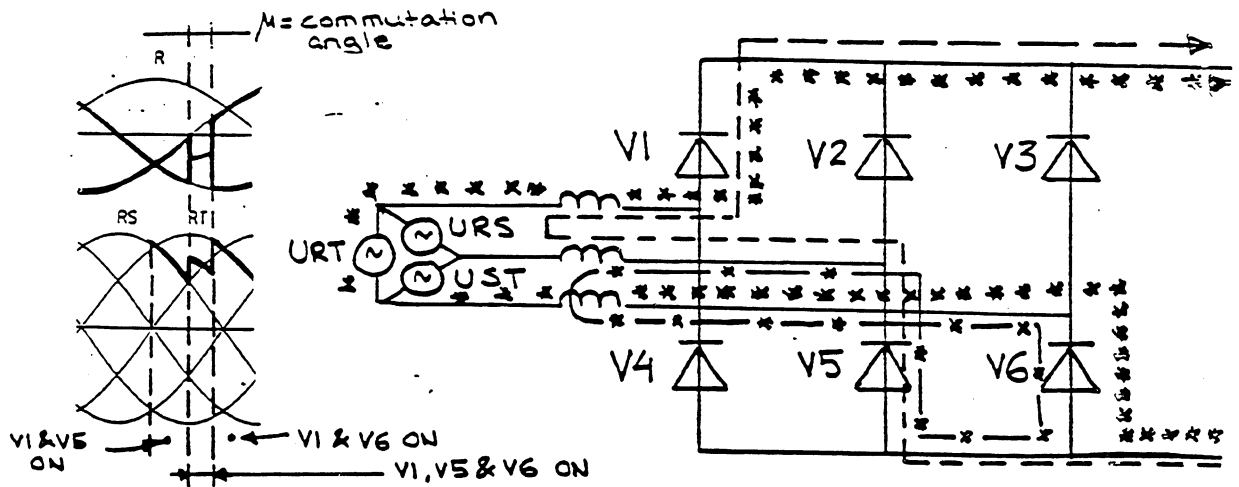 μ=commutation
angle
R
RS RT
V1 & V5
ON
V1 & V6 ON
V1, V5 & V6 ON
URT
URS
UST
V1
V2
V3
V4
V5
V6